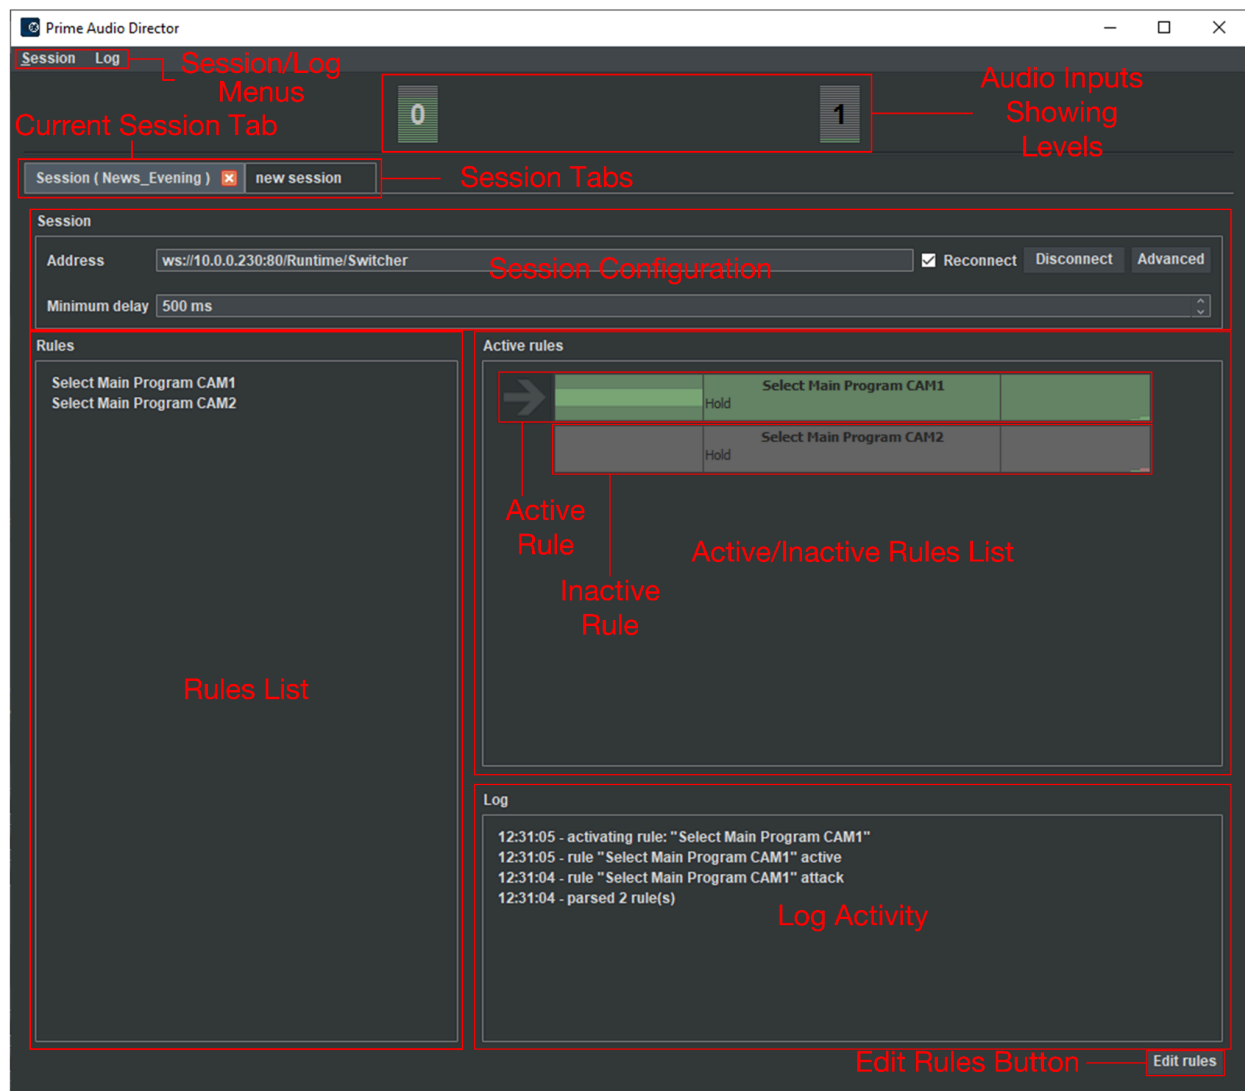 Prime Audio Director
Session Log
Session/Log
Menus
0
1
Audio Inputs
Showing
Levels
Current Session Tab
Session ( News_Evening )
new session
Session Tabs
Session
Address
ws://10.0.0.230:80/Runtime/Switcher
Reconnect
Disconnect
Advanced
Session Configuration
Minimum delay
500 ms
Rules
Select Main Program CAM1
Select Main Program CAM2
Rules List
Active rules
Select Main Program CAM1
Hold
Select Main Program CAM2
Hold
Active
Rule
Inactive
Rule
Active/Inactive Rules List
Log
12:31:05 - activating rule: "Select Main Program CAM1"
12:31:05 - rule "Select Main Program CAM1" active
12:31:04 - rule "Select Main Program CAM1" attack
12:31:04 - parsed 2 rule(s)
Log Activity
Edit Rules Button
Edit rules